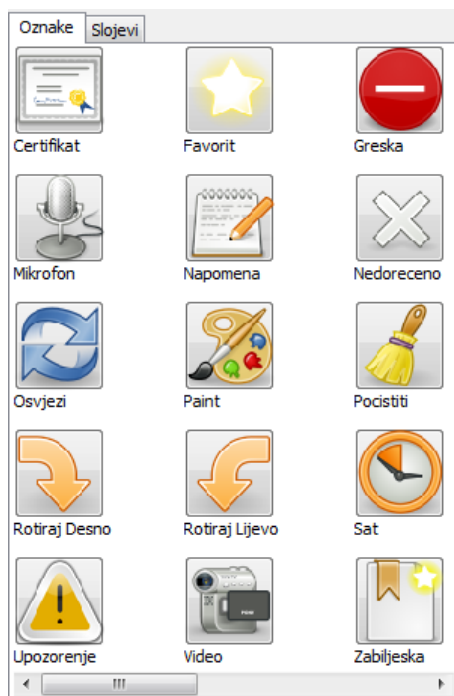 Oznake Slojevi
Certifikat Favorit Greska
Mikrofon Napomena Nedoreceno
Osvjezi Paint Pocistiti
Rotiraj Desno Rotiraj Lijevo Sat
Upozorenje Video Zabiljeska